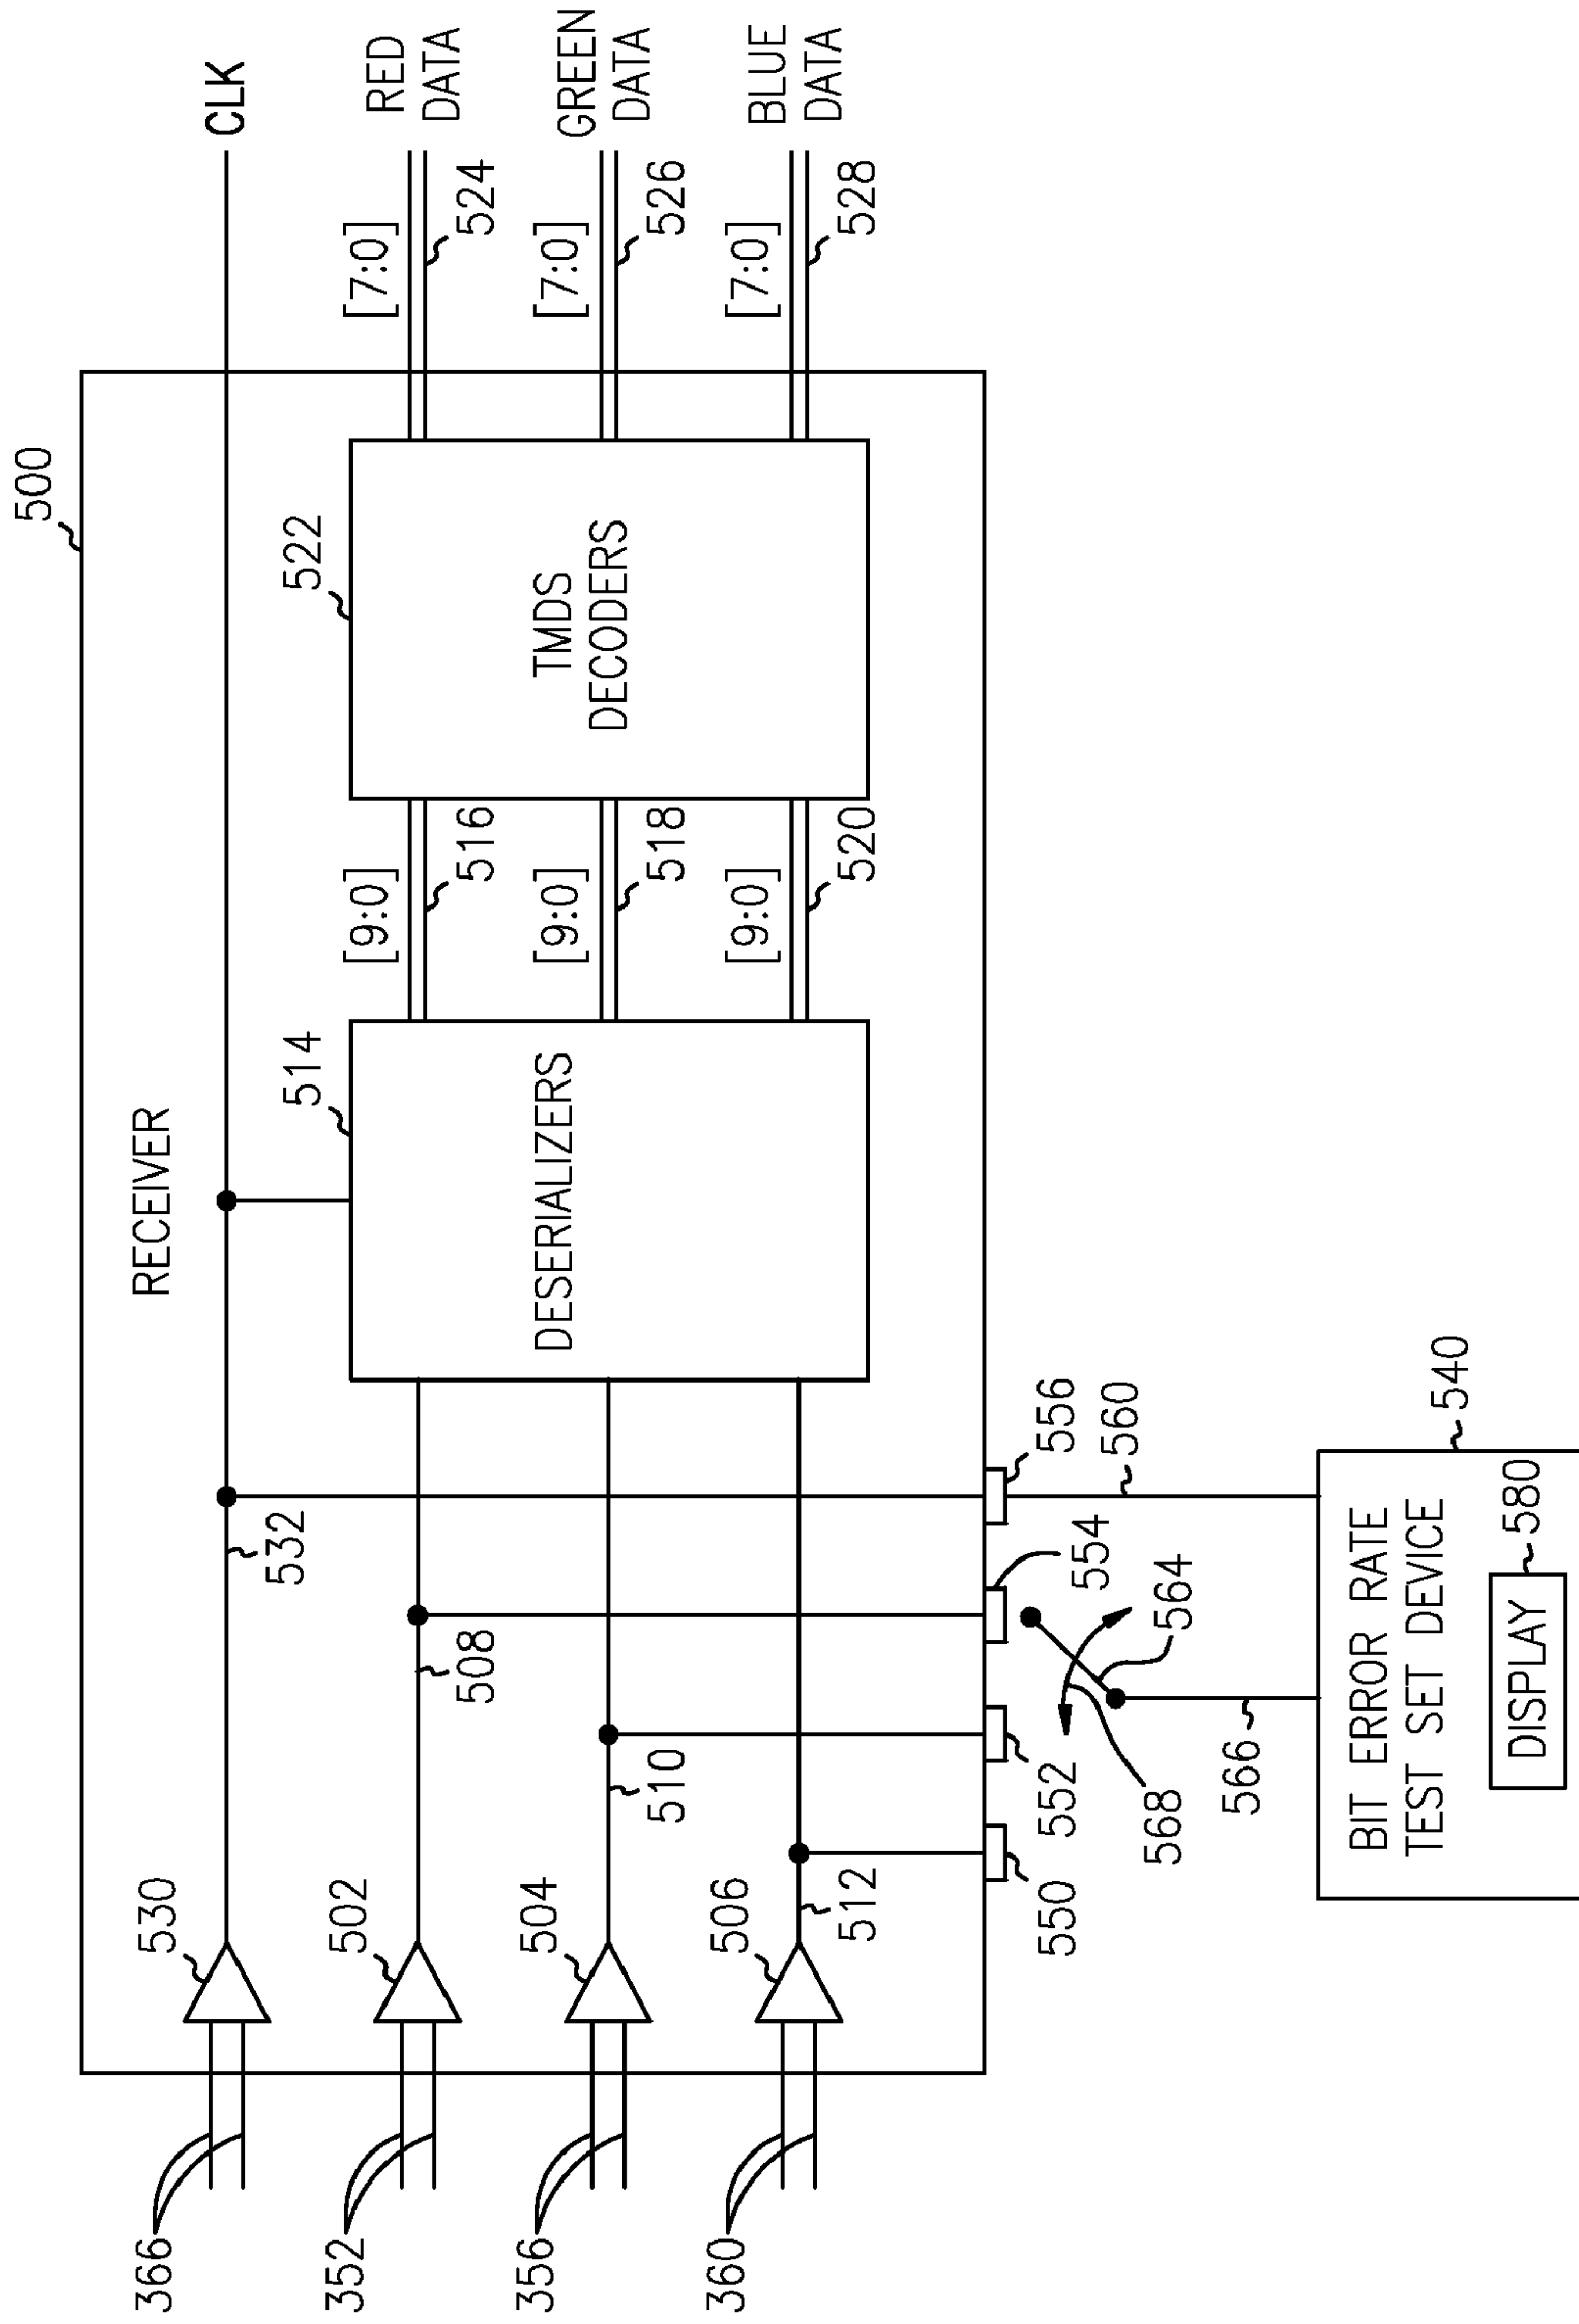 500
RECEIVER
CLK
RED
DATA
GREEN
DATA
BLUE
DATA
[7:0]
524
[7:0]
526
[7:0]
528
522
TMDS
DECODERS
[9:0]
516
[9:0]
518
[9:0]
520
514
DESERIALIZERS
532
508
510
512
530
502
504
506
366
352
356
360
550
552
554
556
560
564
568
566
540
BIT ERROR RATE
TEST SET DEVICE
DISPLAY
580